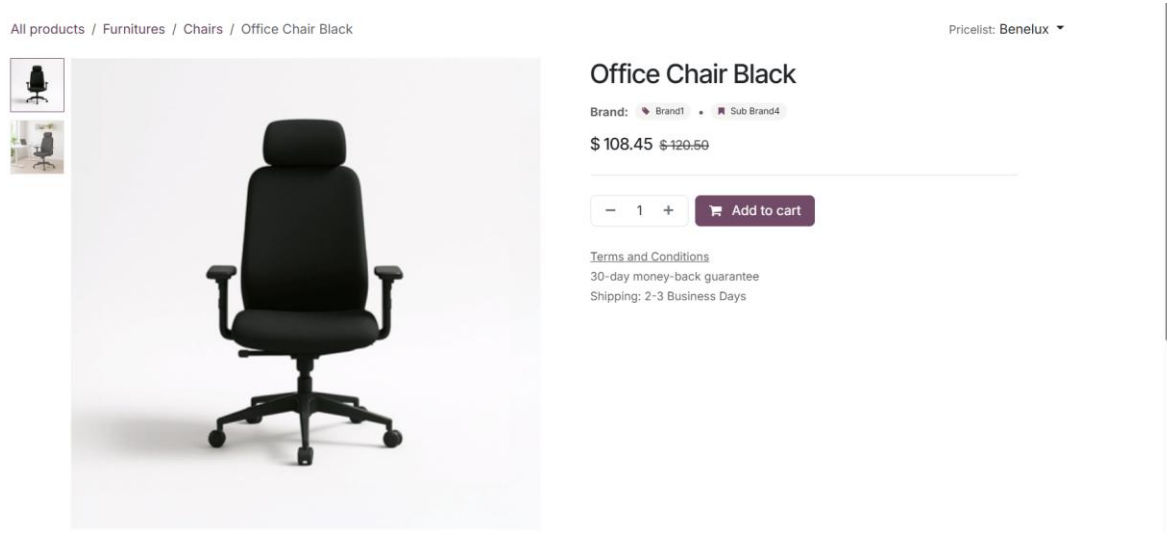 All products / Furnitures / Chairs / Office Chair Black
Pricelist: Benelux
Office Chair Black
Brand: Brand1 • Sub Brand4
$ 108.45 $ 120.50
− 1 + Add to cart
Terms and Conditions
30-day money-back guarantee
Shipping: 2-3 Business Days